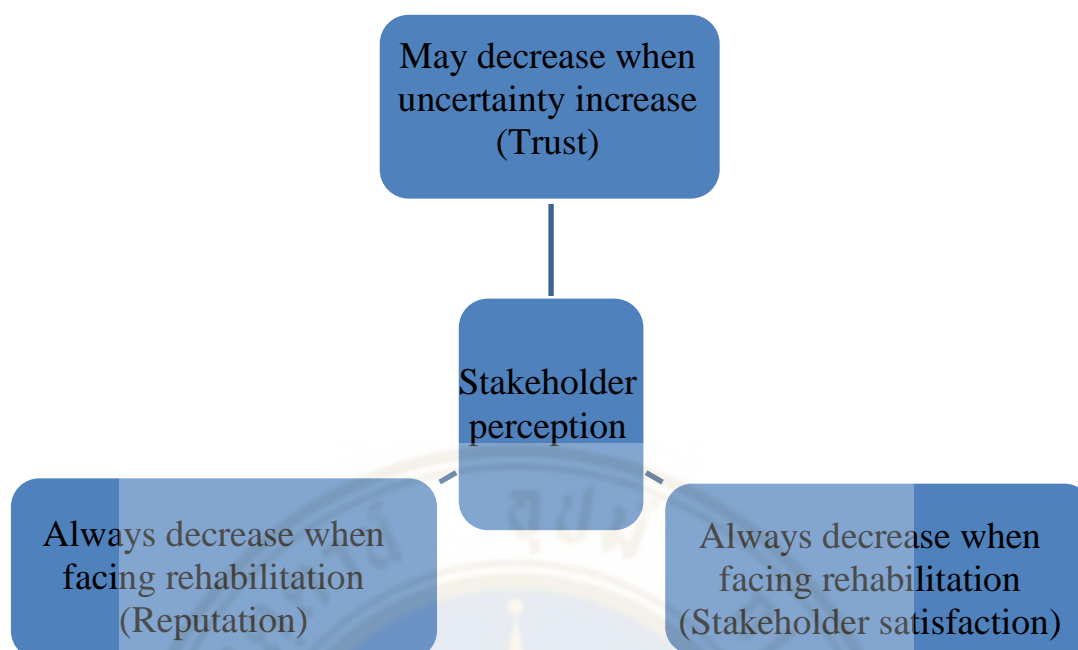 May decrease when
uncertainty increase
(Trust)
Stakeholder
perception
Always decrease when
facing rehabilitation
(Reputation)
Always decrease when
facing rehabilitation
(Stakeholder satisfaction)